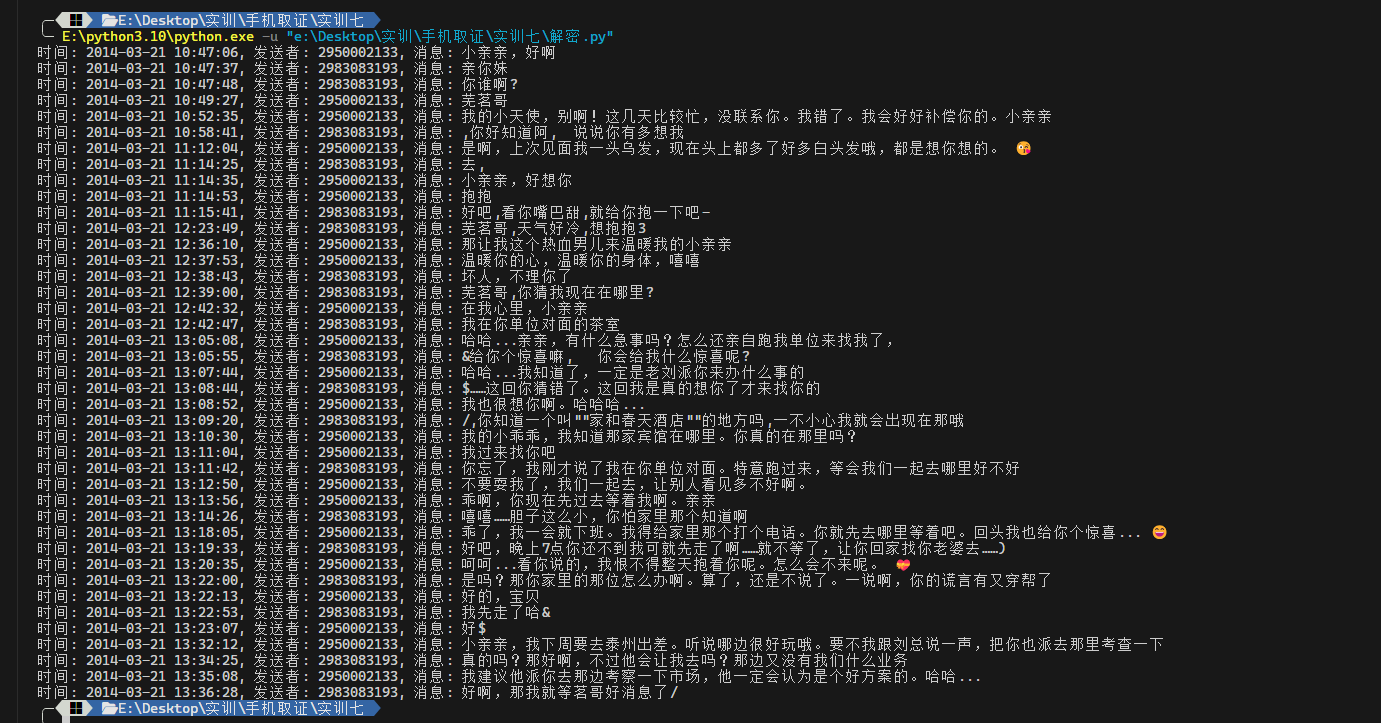 E:\Desktop\实训\手机取证\实训七
E:\python3.10\python.exe -u "e:\Desktop\实训\手机取证\实训七\解密.py"
时间: 2014-03-21 10:47:06, 发送者: 2950002133, 消息: 小亲亲，好啊
时间: 2014-03-21 10:47:37, 发送者: 2983083193, 消息: 亲你妹
时间: 2014-03-21 10:47:48, 发送者: 2983083193, 消息: 你谁啊?
时间: 2014-03-21 10:49:27, 发送者: 2950002133, 消息: 芜茗哥
时间: 2014-03-21 10:52:35, 发送者: 2950002133, 消息: 我的小天使，别啊! 这几天比较忙，没联系你。我错了。我会好好补偿你的。小亲亲
时间: 2014-03-21 10:58:41, 发送者: 2983083193, 消息: ,你好知道阿, 说说你有多想我
时间: 2014-03-21 11:12:04, 发送者: 2950002133, 消息: 是啊，上次见面我一头乌发，现在头上都多了好多白头发哦，都是想你想的。 😘
时间: 2014-03-21 11:14:25, 发送者: 2983083193, 消息: 去,
时间: 2014-03-21 11:14:35, 发送者: 2950002133, 消息: 小亲亲，好想你
时间: 2014-03-21 11:14:53, 发送者: 2950002133, 消息: 抱抱
时间: 2014-03-21 11:15:41, 发送者: 2983083193, 消息: 好吧,看你嘴巴甜,就给你抱一下吧-
时间: 2014-03-21 12:23:49, 发送者: 2983083193, 消息: 芜茗哥,天气好冷,想抱抱3
时间: 2014-03-21 12:36:10, 发送者: 2950002133, 消息: 那让我这个热血男儿来温暖我的小亲亲
时间: 2014-03-21 12:37:53, 发送者: 2950002133, 消息: 温暖你的心，温暖你的身体，嘻嘻
时间: 2014-03-21 12:38:43, 发送者: 2983083193, 消息: 坏人，不理你了
时间: 2014-03-21 12:39:00, 发送者: 2983083193, 消息: 芜茗哥,你猜我现在在哪里?
时间: 2014-03-21 12:42:32, 发送者: 2950002133, 消息: 在我心里，小亲亲
时间: 2014-03-21 12:42:47, 发送者: 2983083193, 消息: 我在你单位对面的茶室
时间: 2014-03-21 13:05:08, 发送者: 2950002133, 消息: 哈哈...亲亲，有什么急事吗？怎么还亲自跑我单位来找我了，
时间: 2014-03-21 13:05:55, 发送者: 2983083193, 消息: &给你个惊喜嘛,  你会给我什么惊喜呢?
时间: 2014-03-21 13:07:44, 发送者: 2950002133, 消息: 哈哈...我知道了，一定是老刘派你来办什么事的
时间: 2014-03-21 13:08:44, 发送者: 2983083193, 消息: $……这回你猜错了。这回我是真的想你了才来找你的
时间: 2014-03-21 13:08:52, 发送者: 2950002133, 消息: 我也很想你啊。哈哈哈...
时间: 2014-03-21 13:09:20, 发送者: 2983083193, 消息: /,你知道一个叫""家和春天酒店""的地方吗,一不小心我就会出现在那哦
时间: 2014-03-21 13:10:30, 发送者: 2950002133, 消息: 我的小乖乖，我知道那家宾馆在哪里。你真的在那里吗？
时间: 2014-03-21 13:11:04, 发送者: 2950002133, 消息: 我过来找你吧
时间: 2014-03-21 13:11:42, 发送者: 2983083193, 消息: 你忘了，我刚才说了我在你单位对面。特意跑过来，等会我们一起去哪里好不好
时间: 2014-03-21 13:12:50, 发送者: 2950002133, 消息: 不要耍我了，我们一起去，让别人看见多不好啊。
时间: 2014-03-21 13:13:56, 发送者: 2950002133, 消息: 乖啊，你现在先过去等着我啊。亲亲
时间: 2014-03-21 13:14:26, 发送者: 2983083193, 消息: 嘻嘻……胆子这么小，你怕家里那个知道啊
时间: 2014-03-21 13:18:05, 发送者: 2950002133, 消息: 乖了，我一会就下班。我得给家里那个打个电话。你就先去哪里等着吧。回头我也给你个惊喜... 😄
时间: 2014-03-21 13:19:33, 发送者: 2983083193, 消息: 好吧，晚上7点你还不到我可就先走了啊……就不等了，让你回家找你老婆去……)
时间: 2014-03-21 13:20:35, 发送者: 2950002133, 消息: 呵呵...看你说的，我恨不得整天抱着你呢。怎么会不来呢。 💝
时间: 2014-03-21 13:22:00, 发送者: 2983083193, 消息: 是吗？那你家里的那位怎么办啊。算了，还是不说了。一说啊，你的谎言有又穿帮了
时间: 2014-03-21 13:22:13, 发送者: 2950002133, 消息: 好的，宝贝
时间: 2014-03-21 13:22:53, 发送者: 2983083193, 消息: 我先走了哈&
时间: 2014-03-21 13:23:07, 发送者: 2950002133, 消息: 好$
时间: 2014-03-21 13:32:12, 发送者: 2950002133, 消息: 小亲亲，我下周要去泰州出差。听说哪边很好玩哦。要不我跟刘总说一声，把你也派去那里考查一下
时间: 2014-03-21 13:34:25, 发送者: 2983083193, 消息: 真的吗？那好啊，不过他会让我去吗？那边又没有我们什么业务
时间: 2014-03-21 13:35:08, 发送者: 2950002133, 消息: 我建议他派你去那边考察一下市场，他一定会认为是个好方案的。哈哈...
时间: 2014-03-21 13:36:28, 发送者: 2983083193, 消息: 好啊，那我就等茗哥好消息了/
E:\Desktop\实训\手机取证\实训七